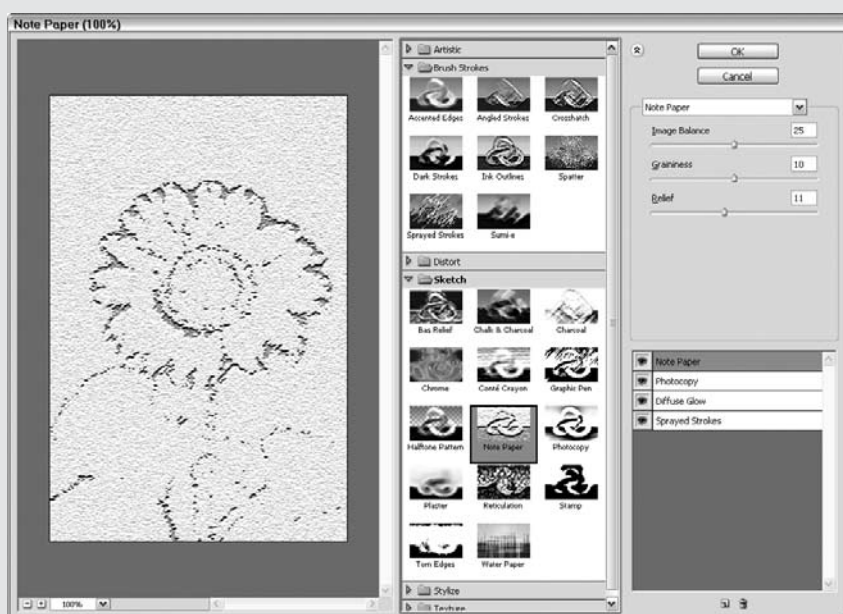 Note Paper (100%)
Artistic
Brush Strokes
Accented Edges
Angled Strokes
Crosshatch
Dark Strokes
Ink Outlines
Spatter
Sprayed Strokes
Sumi-e
Distort
Sketch
Bas Relief
Chalk & Charcoal
Charcoal
Chrome
Conté Crayon
Graphic Pen
Halftone Pattern
Note Paper
Photocopy
Plaster
Reticulation
Stamp
Torn Edges
Water Paper
Stylize
Texture
100%
OK
Cancel
Note Paper
Image Balance 25
Graininess 10
Relief 11
Note Paper
Photocopy
Diffuse Glow
Sprayed Strokes